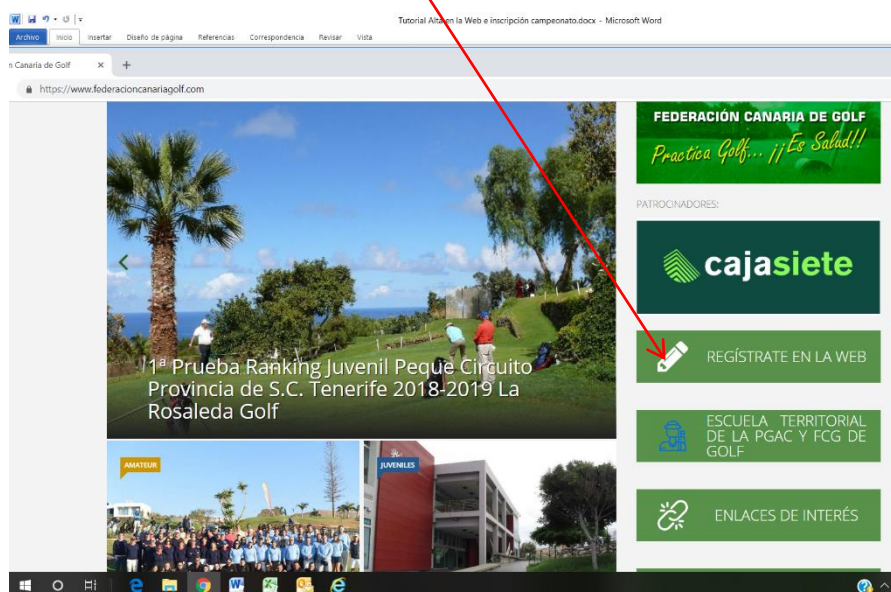 Tutorial Alta en la Web e inscripción campeonato.docx - Microsoft Word
Archivo Inicio Insertar Diseño de página Referencias Correspondencia Revisar Vista
n Canaria de Golf
https://www.federacioncanariagolf.com
FEDERACIÓN CANARIA DE GOLF
Practica Golf... ¡¡Es Salud!!
PATROCINADORES:
cajasiete
1ª Prueba Ranking Juvenil Peque Circuito
Provincia de S.C. Tenerife 2018-2019 La
Rosaleda Golf
REGÍSTRATE EN LA WEB
ESCUELA TERRITORIAL
DE LA PGAC Y FCG DE
GOLF
AMATEUR
JUVENILES
ENLACES DE INTERÉS